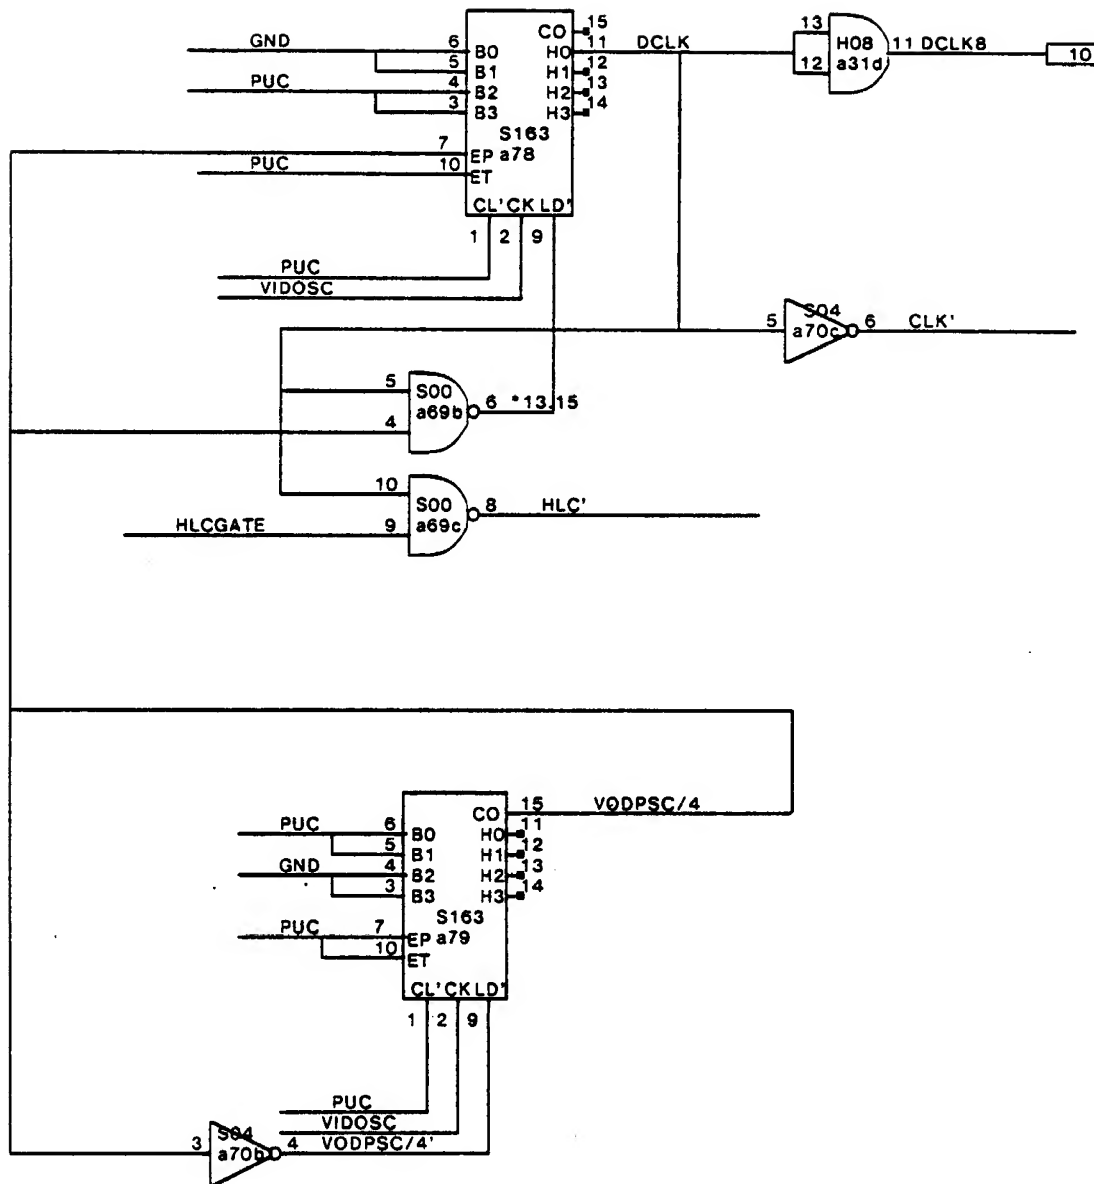 15
CO
13
GND 6 B0 H0 11 DCLK H08 11 DCLK8 10
5 B1 H1 12 12 a31d
PUC 4 B2 H2 13
3 B3 H3 14
S163
7 EP a78
PUC 10 ET
CL' CK LD'
1 2 9
PUC
VIDOSC
S04
5 a70c 6 CLK'
5 S00
a69b 6 *13.15
4
10 S00
8 HLC'
HLCGATE 9 a69c
CO 15 VODPSC/4
PUC 6 B0 H0 11
5 B1 H1 12
GND 4 B2 H2 13
3 B3 H3 14
S163
PUC 7 EP a79
10 ET
CL' CK LD'
1 2 9
PUC
VIDOSC
S04 VODPSC/4'
3 a70b 4